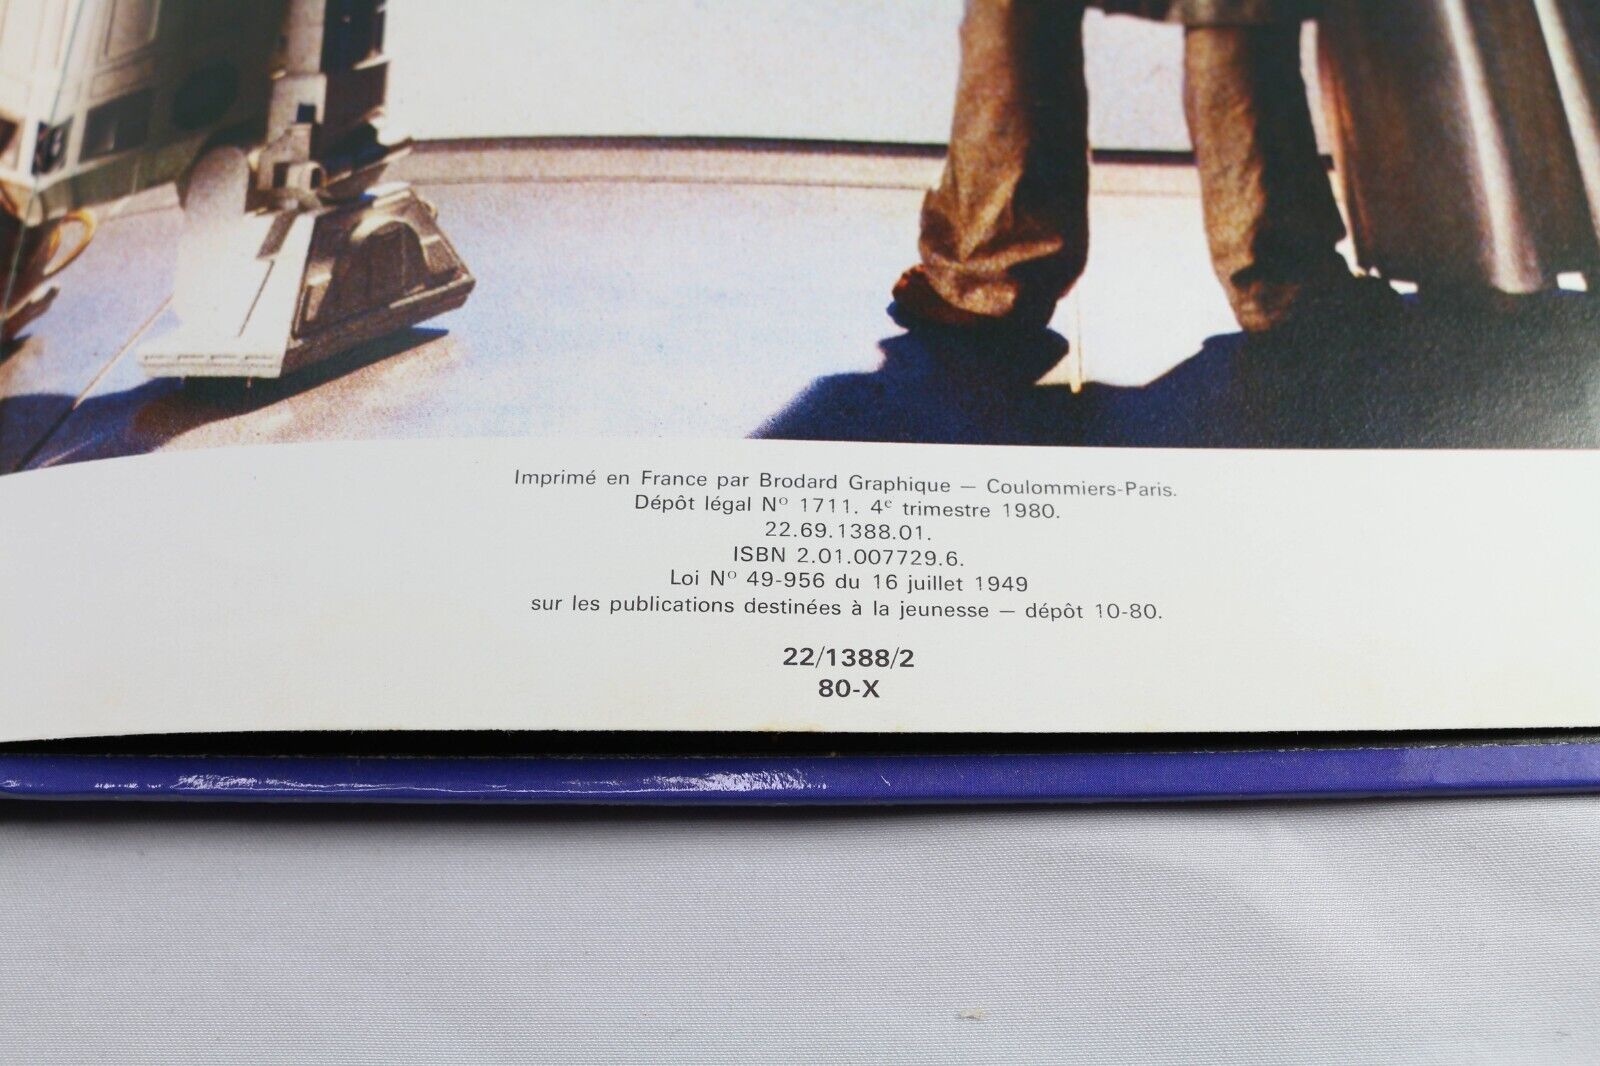 Imprimé en France par Brodard Graphique — Coulommiers-Paris.
Dépôt légal Nº 1711. 4ᵉ trimestre 1980.
22.69.1388.01.
ISBN 2.01.007729.6.
Loi Nº 49-956 du 16 juillet 1949
sur les publications destinées à la jeunesse — dépôt 10-80.
22/1388/2
80-X